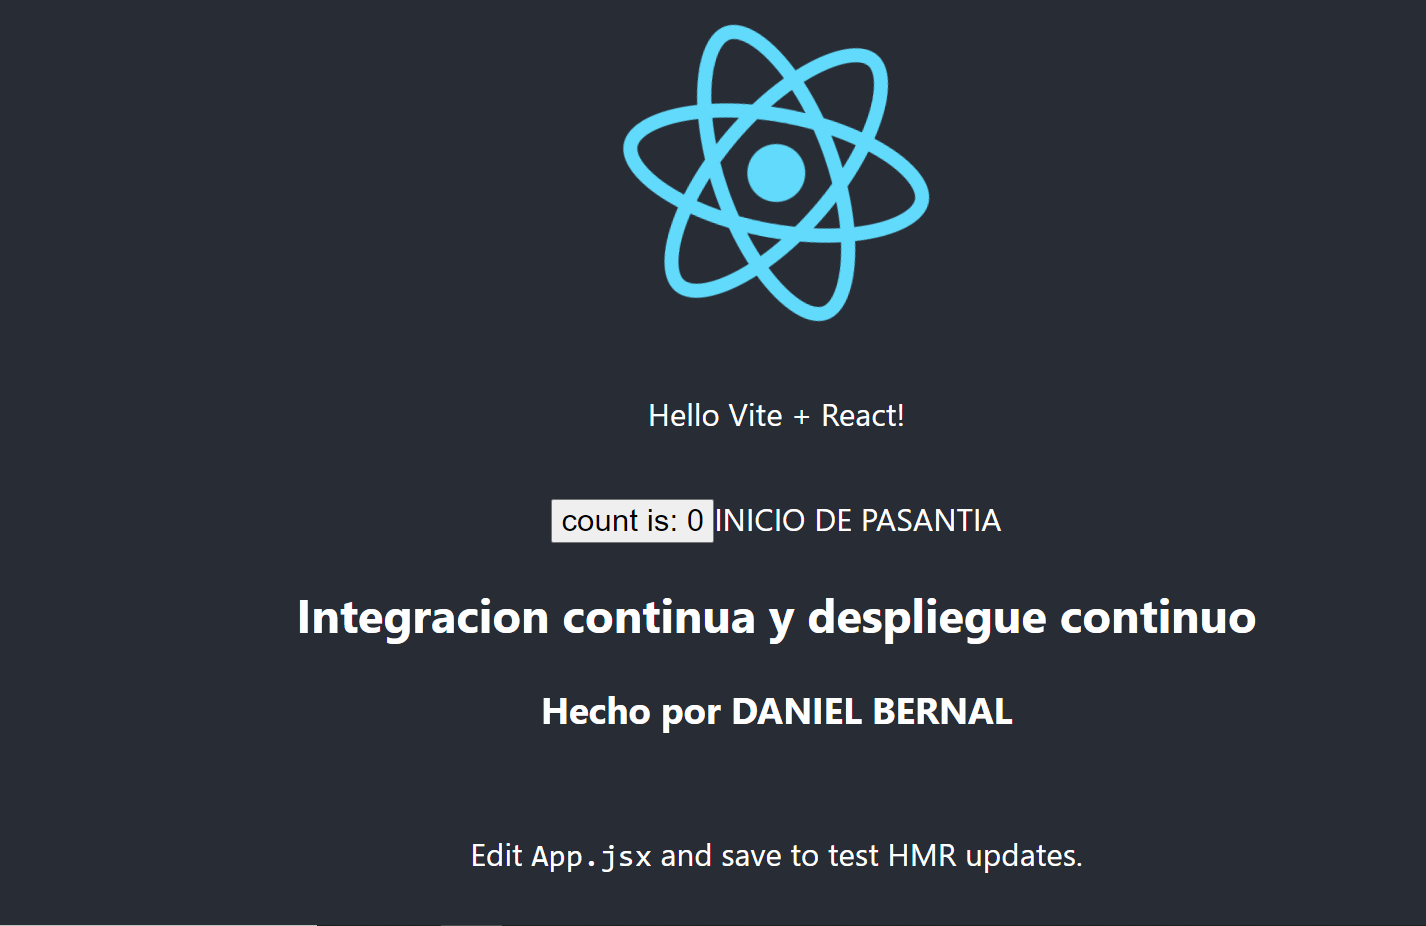 Hello Vite + React!
count is: 0 INICIO DE PASANTIA
Integracion continua y despliegue continuo
Hecho por DANIEL BERNAL
Edit App.jsx and save to test HMR updates.